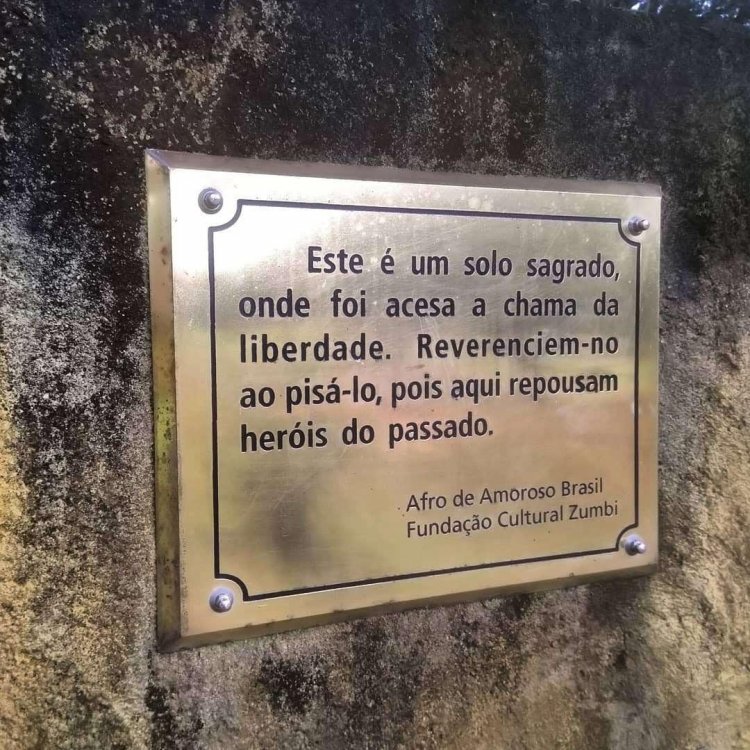 Este é um solo sagrado,
onde foi acesa a chama da
liberdade. Reverenciem-no
ao pisá-lo, pois aqui repousam
heróis do passado.
Afro de Amoroso Brasil
Fundação Cultural Zumbi